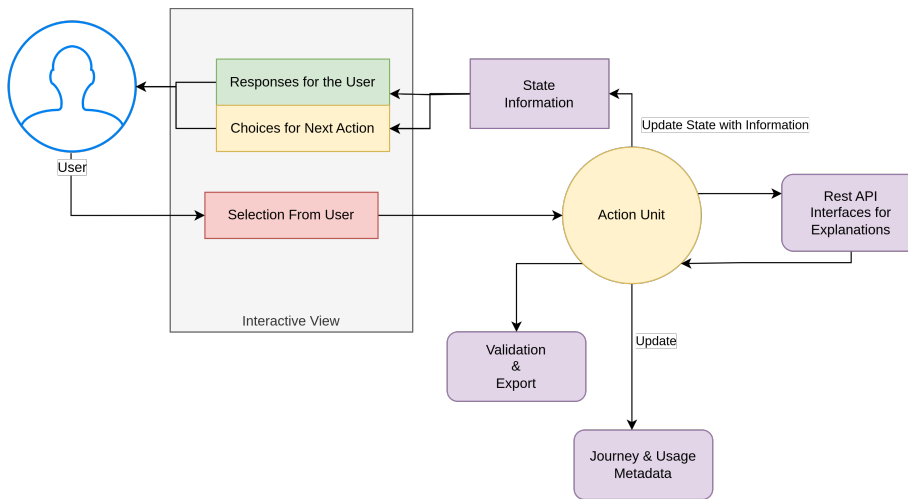 Responses for the User
Choices for Next Action
State
Information
Update State with Information
User
Selection From User
Action Unit
Rest API
Interfaces for
Explanations
Interactive View
Update
Validation
&
Export
Journey & Usage
Metadata